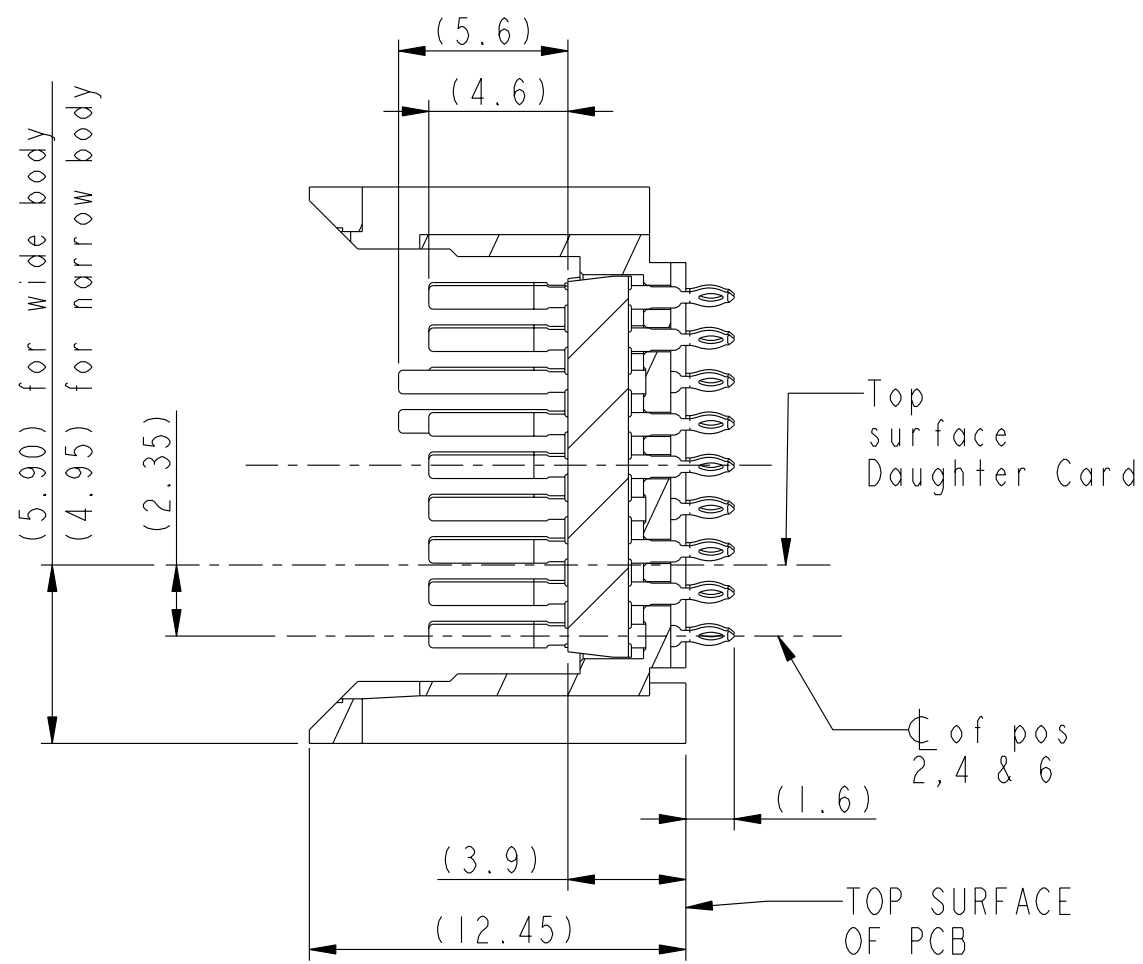 (5.6)
(4.6)
(5.90) for wide body
(4.95) for narrow body
(2.35)
Top
surface
Daughter Card
℄ of pos
2,4 & 6
(1.6)
(3.9)
TOP SURFACE
OF PCB
(12.45)